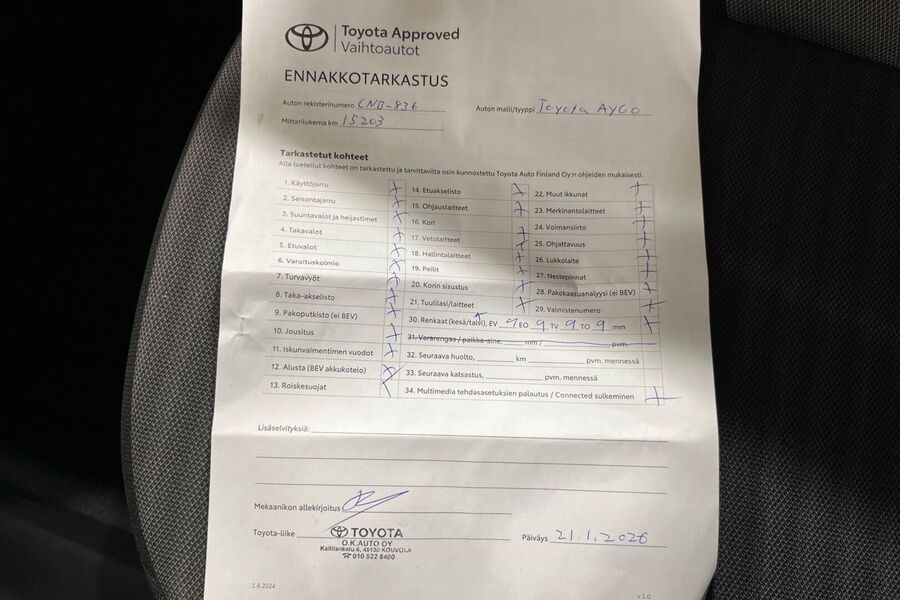 Toyota Approved
Vaihtoautot
ENNAKKOTARKASTUS
Auton rekisterinumero CNB-836
Auton malli/tyyppi Toyota AYGO
Mittarilukema km 15203
Tarkastetut kohteet
Alla luetellut kohteet on tarkastettu ja tarvittavilta osin kunnostettu Toyota Auto Finland Oy:n ohjeiden mukaisesti.
1. Käyttöjarru
2. Seisontajarru
3. Suuntavalot ja heijastimet
4. Takavalot
5. Etuvalot
6. Varoituskolmio
7. Turvavyöt
8. Taka-akselisto
9. Pakoputkisto (ei BEV)
10. Jousitus
11. Iskunvaimentimen vuodot
12. Alusta (BEV akkukotelo)
13. Roiskesuojat
14. Etuakselisto
15. Ohjauslaitteet
16. Kori
17. Vetolaitteet
18. Hallintalaitteet
19. Peilit
20. Korin sisustus
21. Tuulilasi/laitteet
22. Muut ikkunat
23. Merkinantolaitteet
24. Voimansiirto
25. Ohjattavuus
26. Lukkolaite
27. Nestepinnat
28. Pakokaasuanalyysi (ei BEV)
29. Valmistenumero
30. Renkaat (kesä/talvi), EV 9 EO 9 TV 9 TO 9 mm
31. Vararengas / paikka-aine, mm / pvm.
32. Seuraava huolto, km pvm. mennessä
33. Seuraava katsastus, pvm. mennessä
34. Multimedia tehdasasetuksien palautus / Connected sulkeminen
Lisäselvityksiä:
Mekaanikon allekirjoitus
Toyota-liike
TOYOTA
O.K.AUTO OY
Kaitilankatu 6, 45130 KOUVOLA
☎ 010 522 8400
Päiväys 21.1.2026
1.4.2024
v 1.0